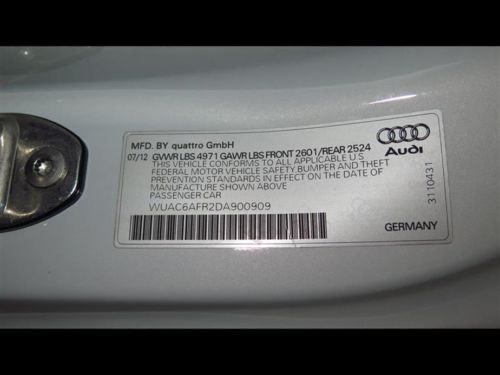 MFD. BY quattro GmbH
07/12 GVWR LBS 4971 GAWR LBS FRONT 2601/REAR 2524
THIS VEHICLE CONFORMS TO ALL APPLICABLE U.S
FEDERAL MOTOR VEHICLE SAFETY, BUMPER AND THEFT
PREVENTION STANDARDS IN EFFECT ON THE DATE OF
MANUFACTURE SHOWN ABOVE
PASSENGER CAR
WUAC6AFR2DA900909
Audi
3110431
GERMANY